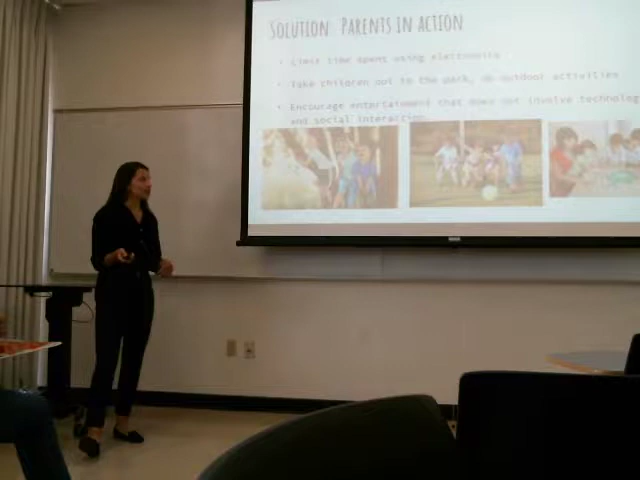 Solution: Parents in action
• Limit time spent using electronics
• Take children out to the park, do outdoor activities
• Encourage entertainment that does not involve technology
and social interaction